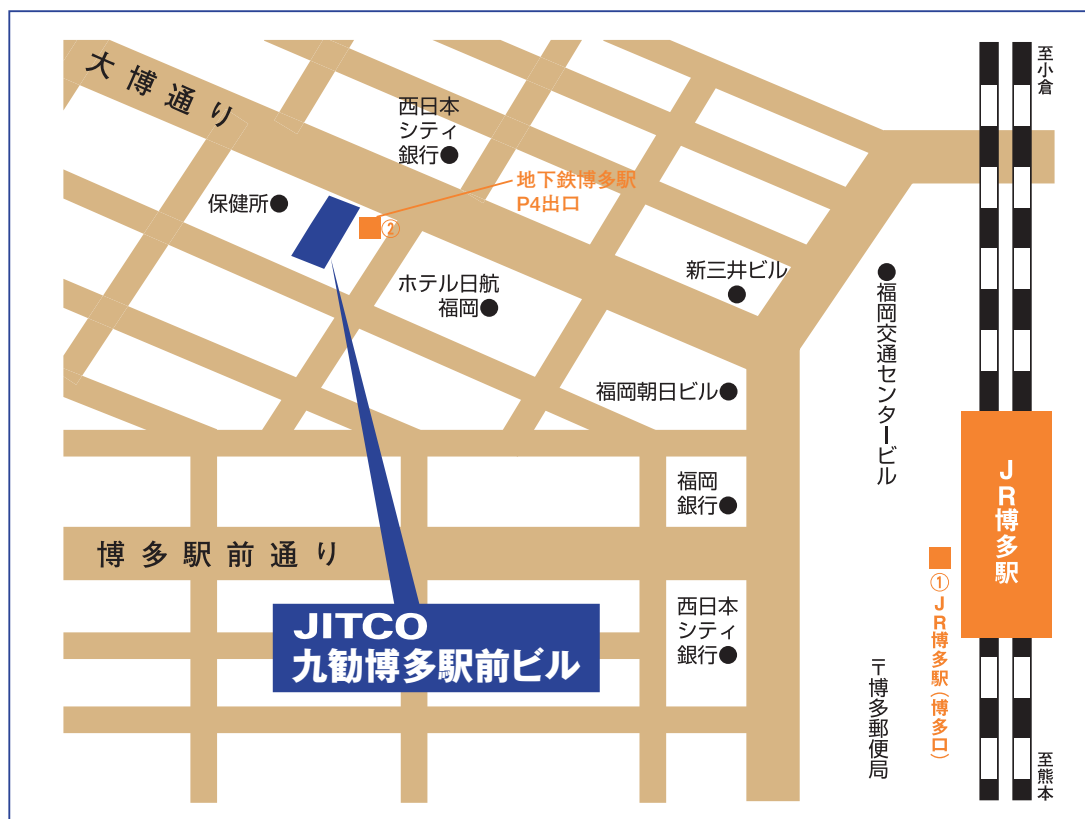 大博通り
西日本
シティ
銀行●
地下鉄博多駅
P4出口
保健所●
②
ホテル日航
福岡●
新三井ビル
●
至小倉
●福岡交通センタービル
福岡朝日ビル●
福岡
銀行●
JR博多駅
博多駅前通り
①JR博多駅(博多口)
JITCO
九勧博多駅前ビル
西日本
シティ
銀行●
〒博多郵便局
至熊本